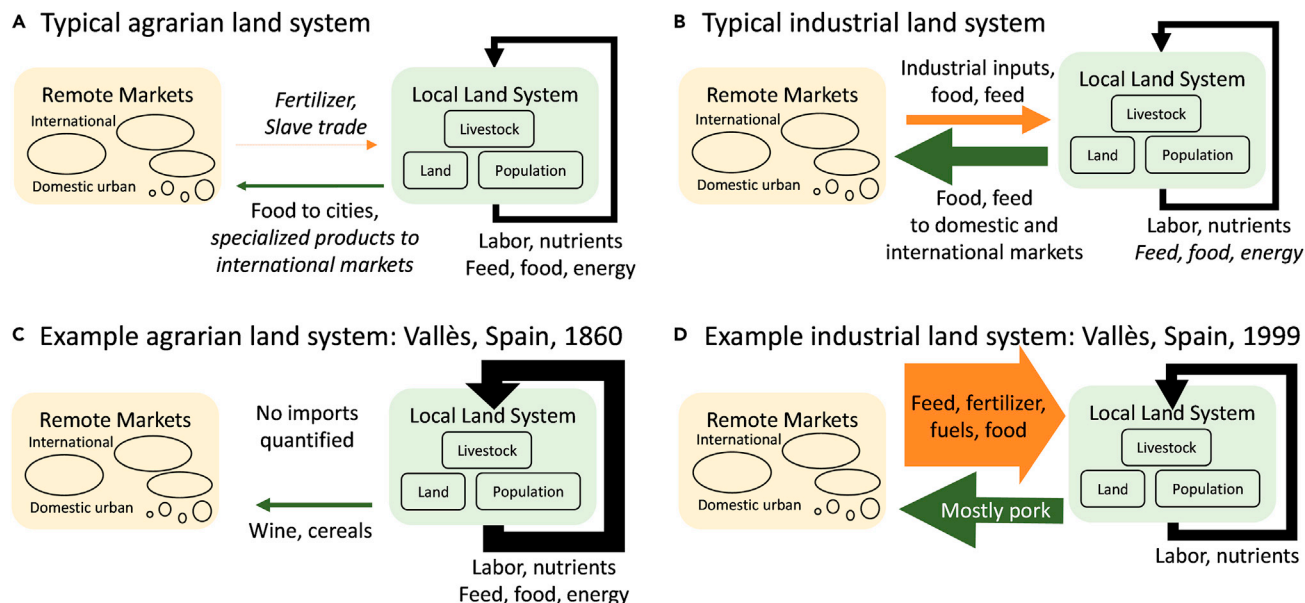 A Typical agrarian land system
Remote Markets
International
Domestic urban
Fertilizer,
Slave trade
Food to cities,
specialized products to
international markets
Local Land System
Livestock
Land
Population
Labor, nutrients
Feed, food, energy
B Typical industrial land system
Remote Markets
International
Domestic urban
Industrial inputs,
food, feed
Food, feed
to domestic and
international markets
Local Land System
Livestock
Land
Population
Labor, nutrients
Feed, food, energy
C Example agrarian land system: Vallès, Spain, 1860
Remote Markets
International
Domestic urban
No imports
quantified
Wine, cereals
Local Land System
Livestock
Land
Population
Labor, nutrients
Feed, food, energy
D Example industrial land system: Vallès, Spain, 1999
Remote Markets
International
Domestic urban
Feed, fertilizer,
fuels, food
Mostly pork
Local Land System
Livestock
Land
Population
Labor, nutrients